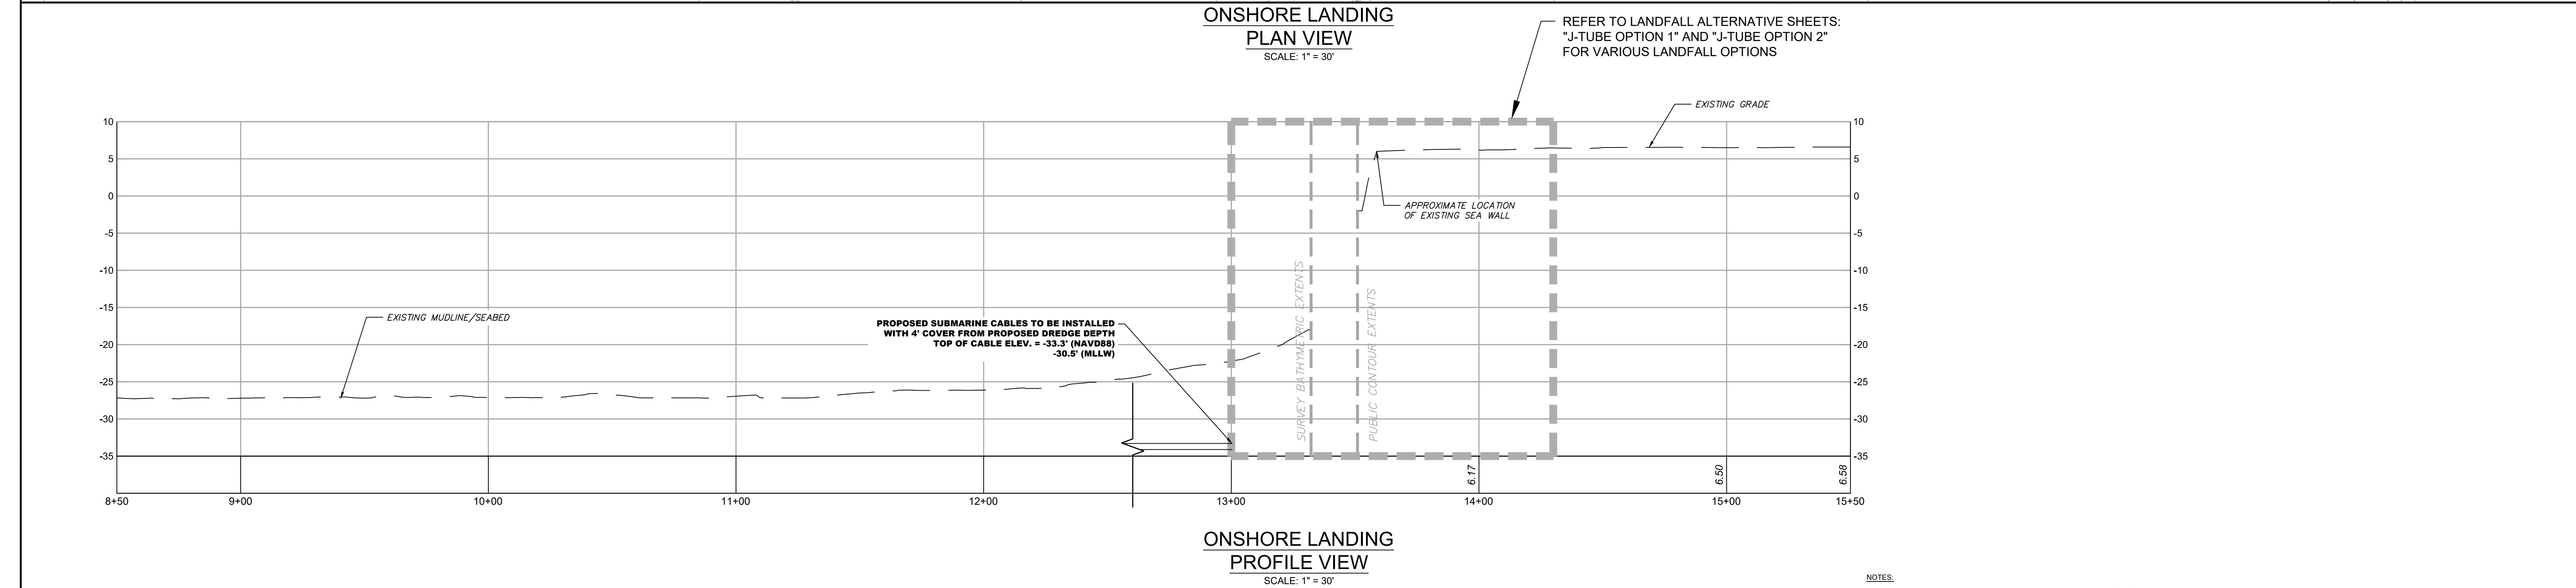 ONSHORE LANDING
PLAN VIEW
SCALE: 1" = 30'
REFER TO LANDFALL ALTERNATIVE SHEETS:
"J-TUBE OPTION 1" AND "J-TUBE OPTION 2"
FOR VARIOUS LANDFALL OPTIONS
EXISTING GRADE
10
5
0
-5
-10
-15
-20
-25
-30
-35
10
5
0
-5
-10
-15
-20
-25
-30
-35
APPROXIMATE LOCATION
OF EXISTING SEA WALL
EXISTING MUDLINE/SEABED
PROPOSED SUBMARINE CABLES TO BE INSTALLED
WITH 4' COVER FROM PROPOSED DREDGE DEPTH
TOP OF CABLE ELEV. = -33.3' (NAVD88)
-30.5' (MLLW)
SURVEY BATHYMETRIC EXTENTS
PUBLIC CONTOUR EXTENTS
6.17
6.50
6.58
8+50
9+00
10+00
11+00
12+00
13+00
14+00
15+00
15+50
ONSHORE LANDING
PROFILE VIEW
SCALE: 1" = 30'
NOTES: